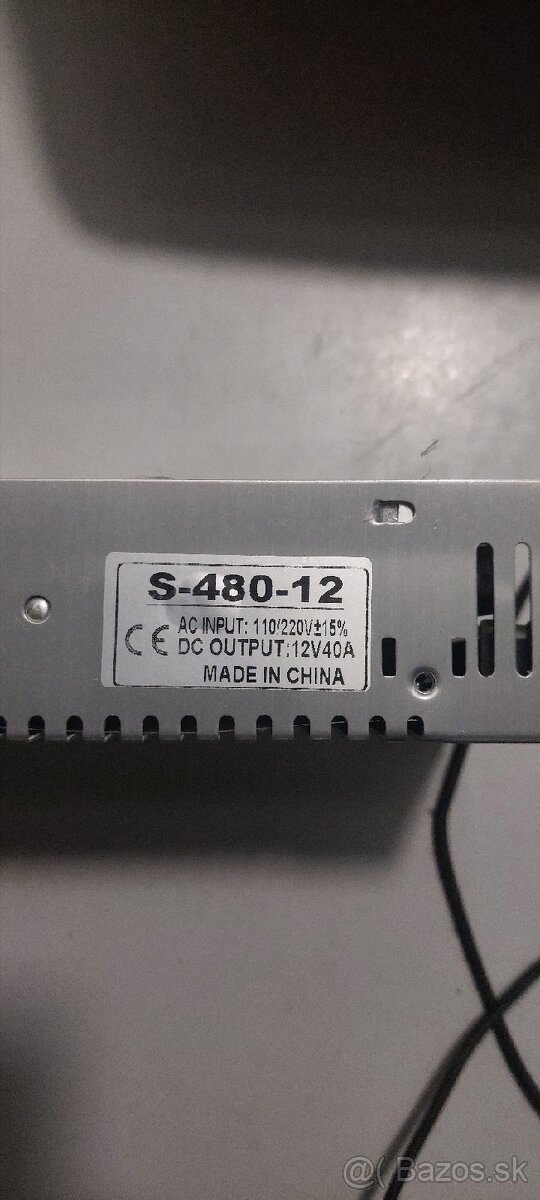 S-480-12
CE AC INPUT: 110/220V±15%
DC OUTPUT:12V40A
MADE IN CHINA
@( Bazos.sk